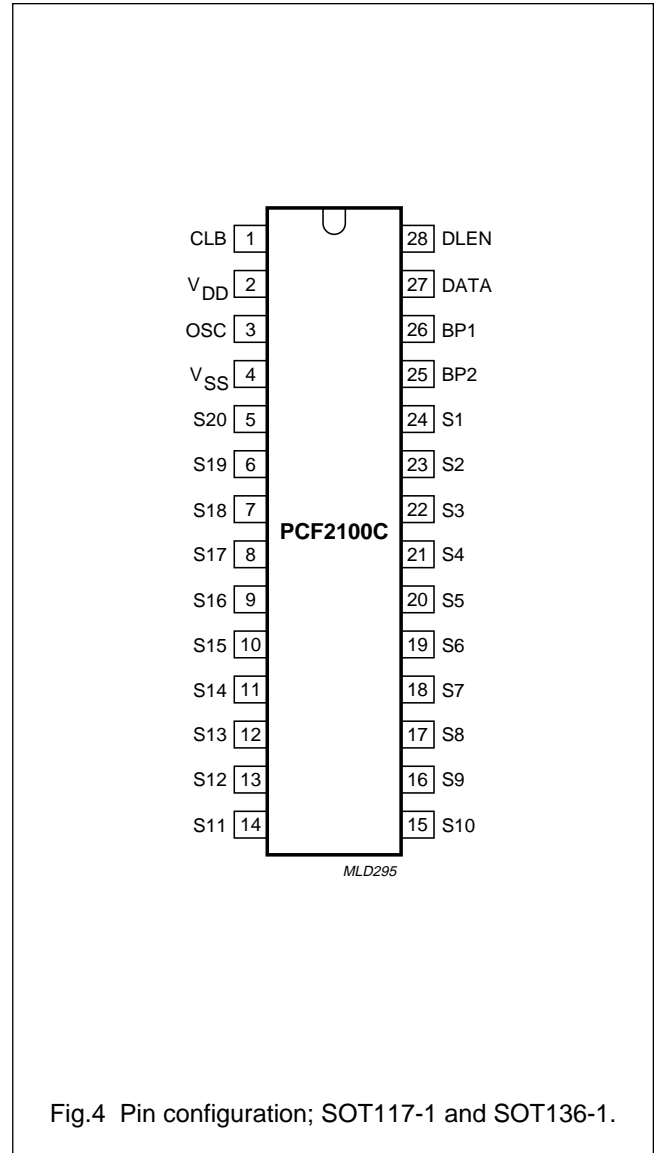 CLB 1 28 DLEN
VDD 2 27 DATA
OSC 3 26 BP1
VSS 4 25 BP2
S20 5 24 S1
S19 6 23 S2
S18 7 22 S3
PCF2100C
S17 8 21 S4
S16 9 20 S5
S15 10 19 S6
S14 11 18 S7
S13 12 17 S8
S12 13 16 S9
S11 14 15 S10
MLD295
Fig.4 Pin configuration; SOT117-1 and SOT136-1.